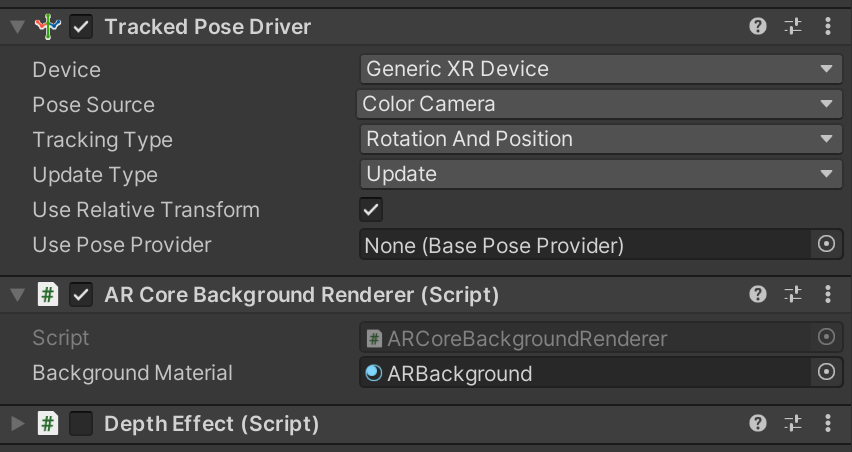 Tracked Pose Driver
Device Generic XR Device
Pose Source Color Camera
Tracking Type Rotation And Position
Update Type Update
Use Relative Transform
Use Pose Provider None (Base Pose Provider)
# AR Core Background Renderer (Script)
Script # ARCoreBackgroundRenderer
Background Material ARBackground
# Depth Effect (Script)